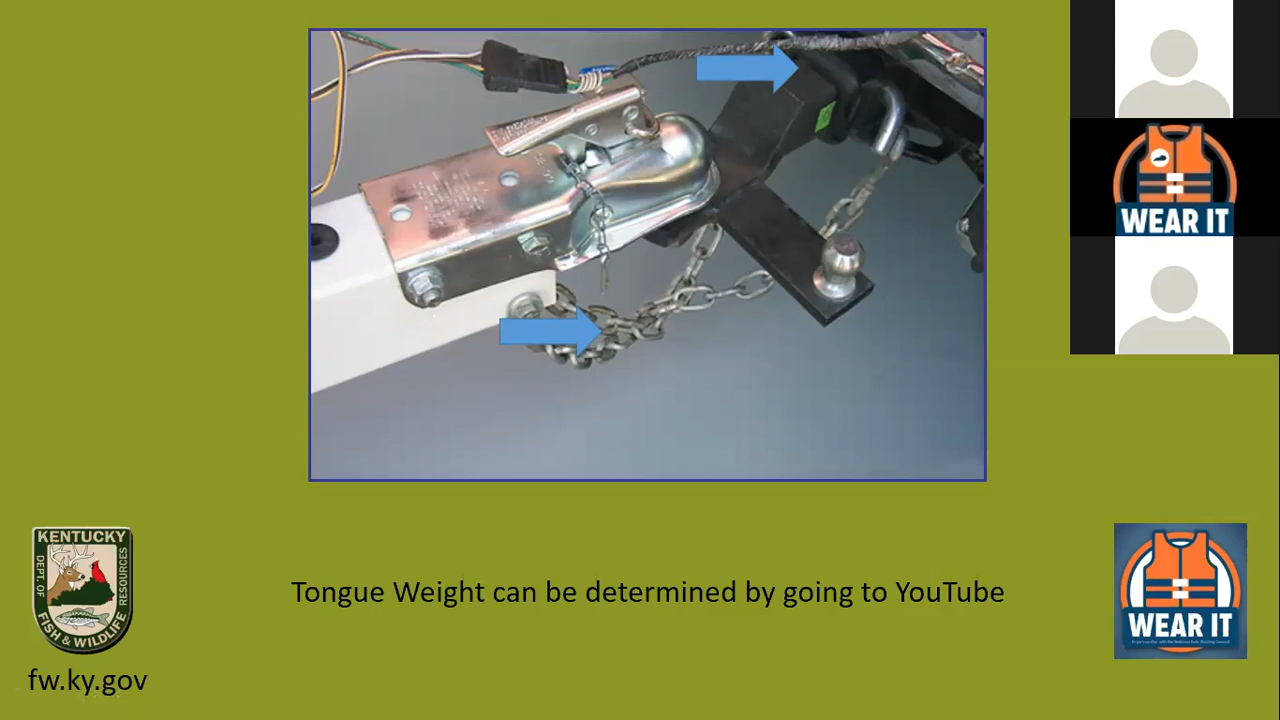 WEAR IT
KENTUCKY
DEPT. OF
FISH & WILDLIFE
RESOURCES
Tongue Weight can be determined by going to YouTube
WEAR IT
fw.ky.gov